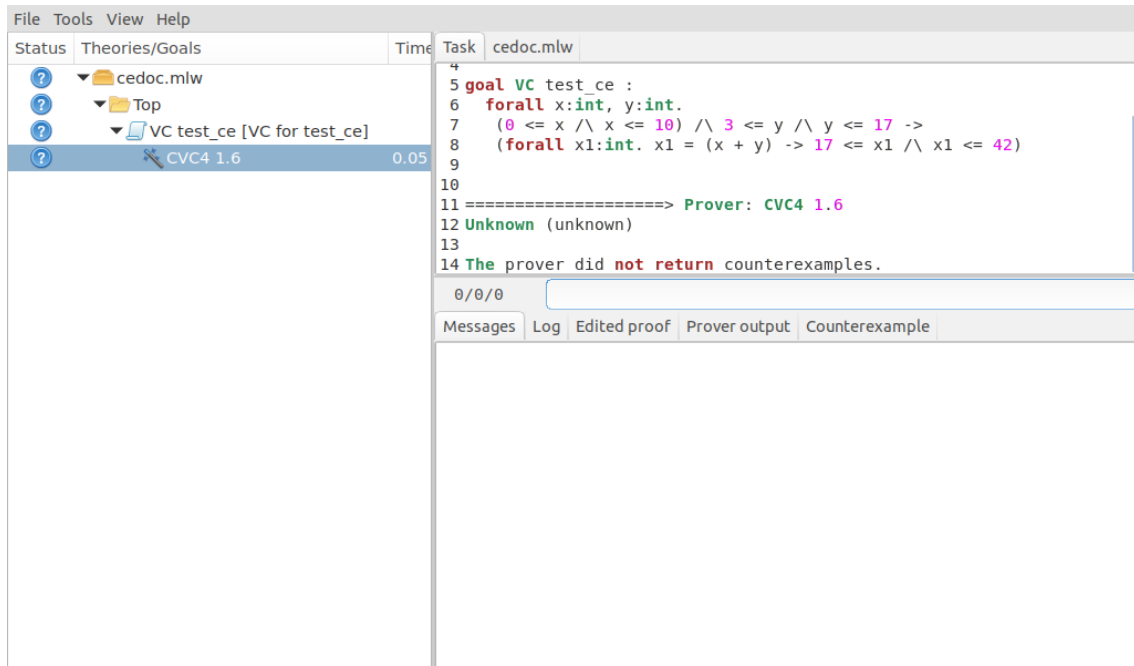 File Tools View Help
Status Theories/Goals Time
cedoc.mlw
Top
VC test_ce [VC for test_ce]
CVC4 1.6 0.05
Task cedoc.mlw
4
5 goal VC test_ce :
6 forall x:int, y:int.
7 (0 <= x /\ x <= 10) /\ 3 <= y /\ y <= 17 ->
8 (forall x1:int. x1 = (x + y) -> 17 <= x1 /\ x1 <= 42)
9
10
11 ====================> Prover: CVC4 1.6
12 Unknown (unknown)
13
14 The prover did not return counterexamples.
0/0/0
Messages Log Edited proof Prover output Counterexample